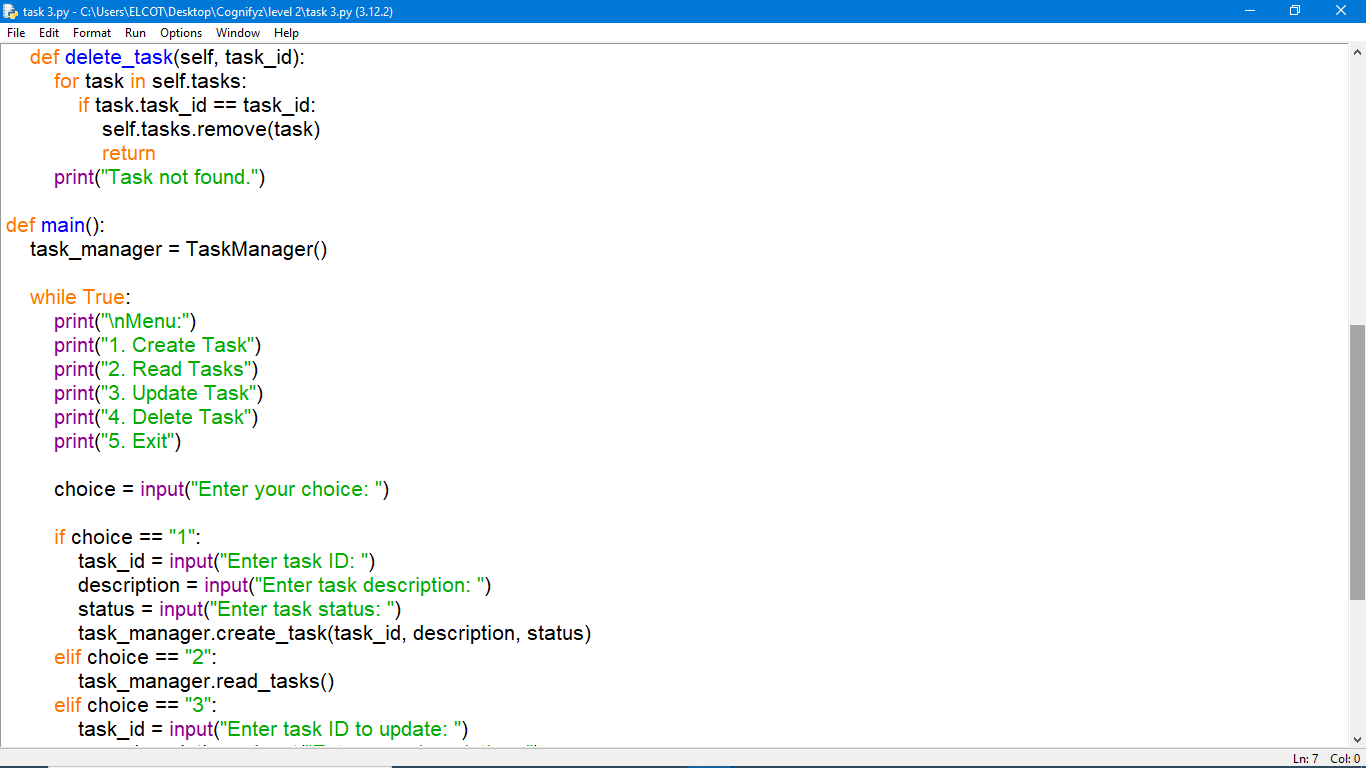 task 3.py - C:\Users\ELCOT\Desktop\Cognifyz\level 2\task 3.py (3.12.2)
File Edit Format Run Options Window Help
    def delete_task(self, task_id):
        for task in self.tasks:
            if task.task_id == task_id:
                self.tasks.remove(task)
                return
        print("Task not found.")

def main():
    task_manager = TaskManager()

    while True:
        print("\nMenu:")
        print("1. Create Task")
        print("2. Read Tasks")
        print("3. Update Task")
        print("4. Delete Task")
        print("5. Exit")

        choice = input("Enter your choice: ")

        if choice == "1":
            task_id = input("Enter task ID: ")
            description = input("Enter task description: ")
            status = input("Enter task status: ")
            task_manager.create_task(task_id, description, status)
        elif choice == "2":
            task_manager.read_tasks()
        elif choice == "3":
            task_id = input("Enter task ID to update: ")
Ln: 7 Col: 0